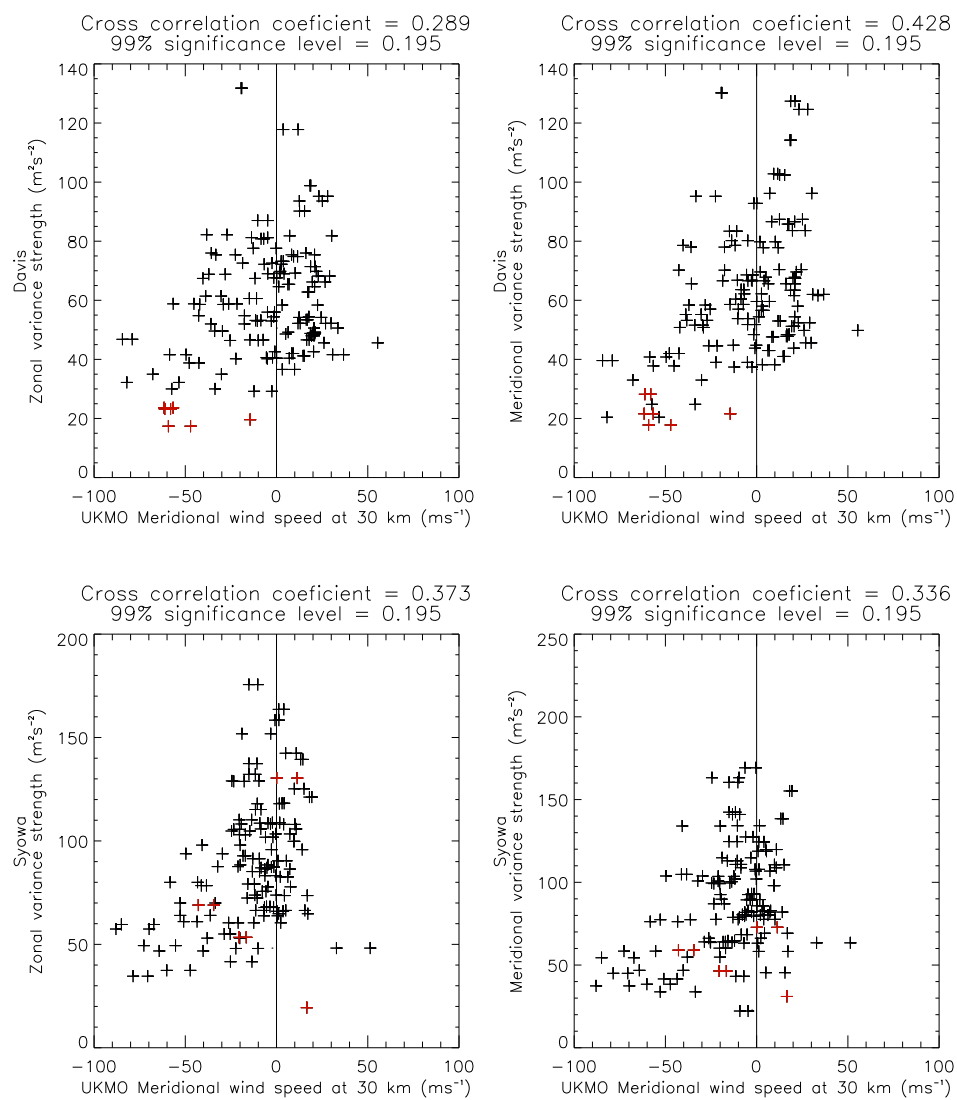 Cross correlation coeficient = 0.289
99% significance level = 0.195
140
120
100
80
60
40
20
0
Davis
Zonal variance strength (m²s⁻²)
−100 −50 0 50 100
UKMO Meridional wind speed at 30 km (ms⁻¹)
Cross correlation coeficient = 0.428
99% significance level = 0.195
140
120
100
80
60
40
20
0
Davis
Meridional variance strength (m²s⁻²)
−100 −50 0 50 100
UKMO Meridional wind speed at 30 km (ms⁻¹)
Cross correlation coeficient = 0.373
99% significance level = 0.195
200
150
100
50
0
Syowa
Zonal variance strength (m²s⁻²)
−100 −50 0 50 100
UKMO Meridional wind speed at 30 km (ms⁻¹)
Cross correlation coeficient = 0.336
99% significance level = 0.195
250
200
150
100
50
0
Syowa
Meridional variance strength (m²s⁻²)
−100 −50 0 50 100
UKMO Meridional wind speed at 30 km (ms⁻¹)